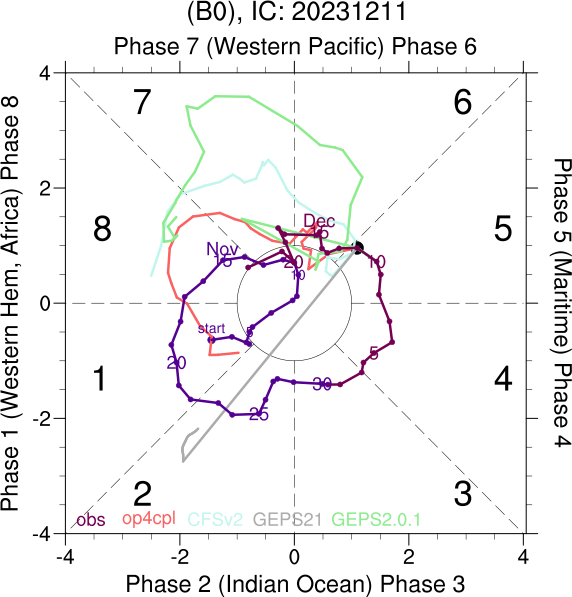 (B0), IC: 20231211
Phase 7 (Western Pacific) Phase 6
4
7
6
2
8
Dec
5
5
Nov
15
20
10
10
0
start
5
5
20
1
4
30
-2
25
2
3
obs op4cpl CFSv2 GEPS21 GEPS2.0.1
-4
-4 -2 0 2 4
Phase 2 (Indian Ocean) Phase 3
Phase 1 (Western Hem, Africa) Phase 8
Phase 5 (Maritime) Phase 4